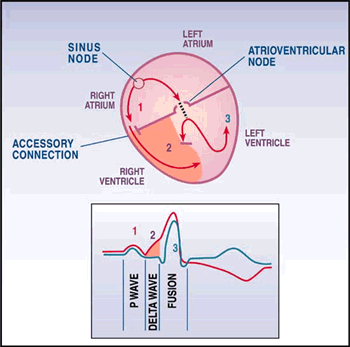 LEFT
ATRIUM
SINUS
NODE
ATRIOVENTRICULAR
NODE
RIGHT
ATRIUM
1
3
ACCESSORY
CONNECTION
2
LEFT
VENTRICLE
RIGHT
VENTRICLE
1
2
3
P WAVE
DELTA WAVE
FUSION